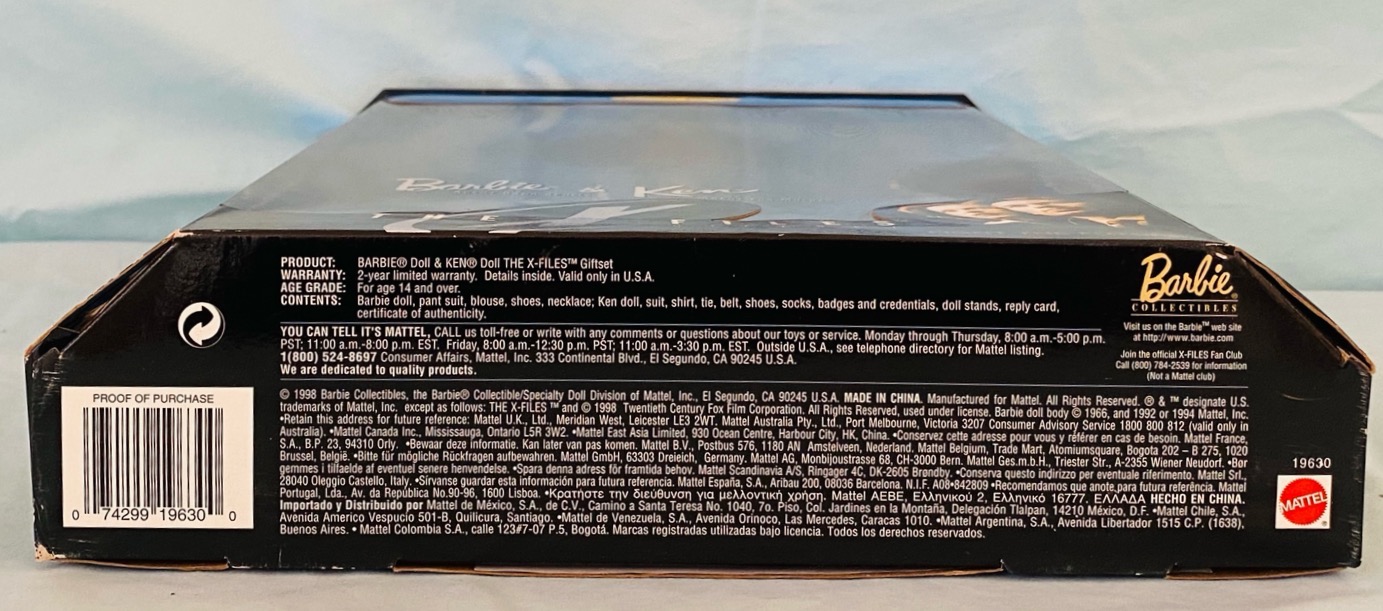 Barbie & Ken
THE X FILES
PRODUCT: BARBIE® Doll & KEN® Doll THE X-FILES™ Giftset
WARRANTY: 2-year limited warranty. Details inside. Valid only in U.S.A.
AGE GRADE: For age 14 and over.
CONTENTS: Barbie doll, pant suit, blouse, shoes, necklace; Ken doll, suit, shirt, tie, belt, shoes, socks, badges and credentials, doll stands, reply card,
certificate of authenticity.
YOU CAN TELL IT'S MATTEL, CALL us toll-free or write with any comments or questions about our toys or service. Monday through Thursday, 8:00 a.m.-5:00 p.m.
PST; 11:00 a.m.-8:00 p.m. EST. Friday, 8:00 a.m.-12:30 p.m. PST; 11:00 a.m.-3:30 p.m. EST. Outside U.S.A., see telephone directory for Mattel listing.
1(800) 524-8697 Consumer Affairs, Mattel, Inc. 333 Continental Blvd., El Segundo, CA 90245 U.S.A.
We are dedicated to quality products.
Barbie®
COLLECTIBLES
Visit us on the Barbie™ web site
at http://www.barbie.com
Join the official X-FILES Fan Club
Call (800) 784-2539 for information
(Not a Mattel club)
PROOF OF PURCHASE
0 74299 19630 0
© 1998 Barbie Collectibles, the Barbie® Collectible/Specialty Doll Division of Mattel, Inc., El Segundo, CA 90245 U.S.A. MADE IN CHINA. Manufactured for Mattel. All Rights Reserved. ® & ™ designate U.S.
trademarks of Mattel, Inc. except as follows: THE X-FILES ™ and © 1998 Twentieth Century Fox Film Corporation. All Rights Reserved, used under license. Barbie doll body © 1966, and 1992 or 1994 Mattel, Inc.
•Retain this address for future reference: Mattel U.K., Ltd., Meridian West, Leicester LE3 2WT. Mattel Australia Pty., Ltd., Port Melbourne, Victoria 3207 Consumer Advisory Service 1800 800 812 (valid only in
Australia). •Mattel Canada Inc., Mississauga, Ontario L5R 3W2. •Mattel East Asia Limited, 930 Ocean Centre, Harbour City, HK, China. •Conservez cette adresse pour vous y référer en cas de besoin. Mattel France,
S.A., B.P. 23, 94310 Orly. •Bewaar deze informatie. Kan later van pas komen. Mattel B.V., Postbus 576, 1180 AN Amstelveen, Nederland. Mattel Belgium, Trade Mart, Atomiumsquare, Bogota 202 – B 275, 1020
Brussel, België. •Bitte für mögliche Rückfragen aufbewahren. Mattel GmbH, 63303 Dreieich, Germany. Mattel AG, Monbijoustrasse 68, CH-3000 Bern. Mattel Ges.m.b.H., Triester Str., A-2355 Wiener Neudorf. •Bør
gemmes i tilfælde af eventuel senere henvendelse. •Spara denna adress för framtida behov. Mattel Scandinavia A/S, Ringager 4C, DK-2605 Brøndby. •Conserva questo indirizzo per eventuale riferimento. Mattel Srl.,
28040 Oleggio Castello, Italy. •Sirvanse guardar esta información para futura referencia. Mattel España, S.A., Aribau 200, 08036 Barcelona. N.I.F. A08•842809 •Recomendamos que anote para futura referência. Mattel
Portugal, Lda., Av. da República No.90-96, 1600 Lisboa. •Κρατήστε την διεύθυνση για μελλοντική χρήση. Mattel AEBE, Ελληνικού 2, Ελληνικό 16777. ΕΛΛΑΔΑ HECHO EN CHINA.
Importado y Distribuido por Mattel de México, S.A., de C.V., Camino a Santa Teresa No. 1040, 7o. Piso, Col. Jardines en la Montaña, Delegación Tlalpan, 14210 México, D.F. •Mattel Chile, S.A.,
Avenida Americo Vespucio 501-B, Quilicura, Santiago. •Mattel de Venezuela, S.A., Avenida Orinoco, Las Mercedes, Caracas 1010. •Mattel Argentina, S.A., Avenida Libertador 1515 C.P. (1638).
Buenos Aires. • Mattel Colombia S.A., calle 123#7-07 P.5, Bogotá. Marcas registradas utilizadas bajo licencia. Todos los derechos reservados.
19630
MATTEL